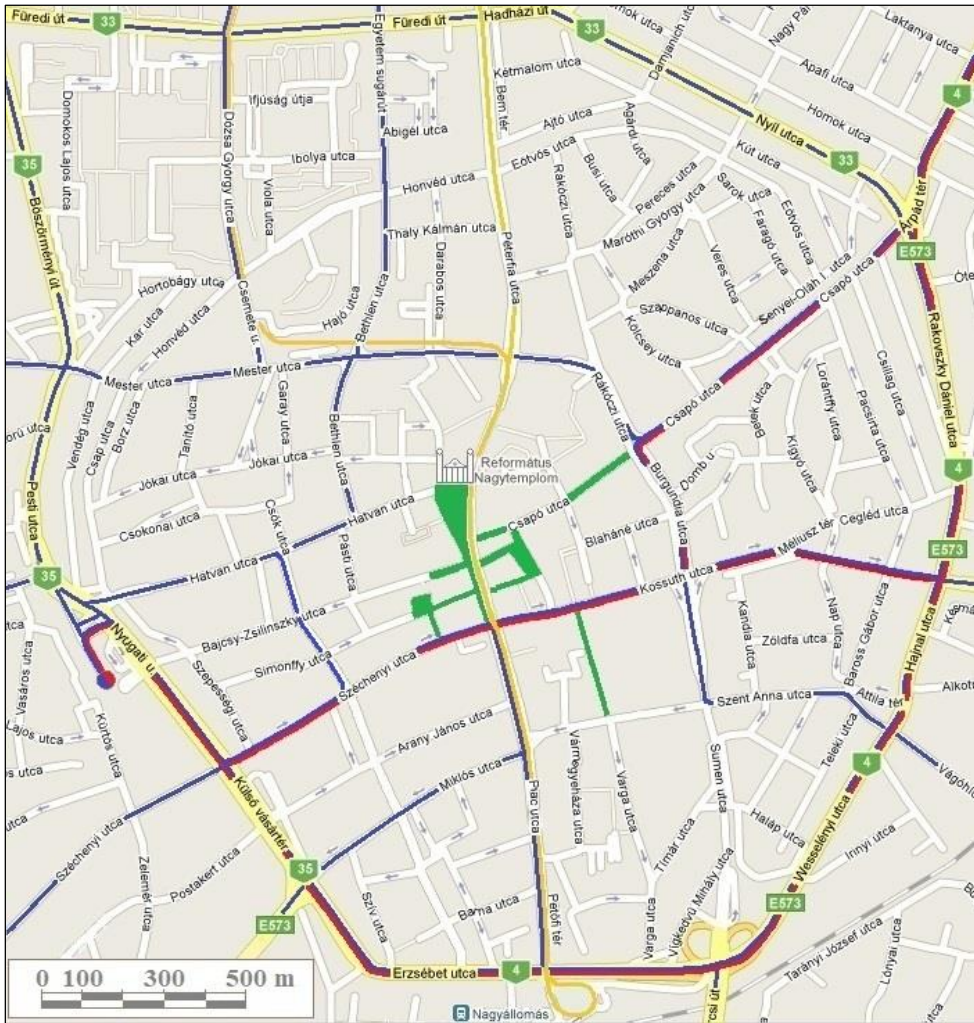 Füredi út
33
Füredi út
Hadházi út
33
Laktanya utca
Nagy Pál
Apafi utca
Damjanich utca
Homok utca
Homok utca
4
Egyetem sugárút
Kétmalom utca
Bem tér
Domokos Lajos utca
Ifjúság útja
Dózsa György utca
Abigél utca
Ajtó utca
Agárdi utca
Nyíl utca
33
Ibolya utca
Eötvös utca
Busi utca
Kút utca
35
Viola utca
Honvéd utca
Rákóczi utca
Pereces utca
Sarok utca
Eötvös utca
Árpád tér
Böszörményi út
Thaly Kálmán utca
Maróthi György utca
Faragó utca
E573
Darabos utca
Péterfia utca
Meszena utca
Veres utca
Senyei-Oláh I. utca
Csapó utca
Hortobágy utca
Csemete u.
Kar utca
Honvéd utca
Hajó utca
Bethlen utca
Szappanos utca
Kölcsey utca
Rakovszky Dániel utca
Csillag utca
Mester utca
Mester utca
Rákóczi utca
Csapó utca
Lorántffy utca
Pacsirta utca
Vendég utca
Csap utca
Borz utca
Tanító utca
Garay utca
Bethlen utca
Kígyó utca
Pesti utca
Jókai utca
Jókai utca
Református
Nagytemplom
Burgundia utca
Domb u.
4
Csokonai utca
Csók utca
Hatvan utca
Csapó utca
Blaháné utca
Méliusz tér
Cegléd utca
Pásti utca
E573
35
Hatvan utca
Kossuth utca
Nyugati u.
Bajcsy-Zsilinszky utca
Kandia utca
Nap utca
Baross Gábor utca
Hajnal utca
Simonffy utca
Zöldfa utca
Vásáros utca
Szepességi utca
Széchenyi utca
Szent Anna utca
Attila tér
Lajos utca
Kürtös utca
Arany János utca
Vármegyeháza utca
Varga utca
Sumen utca
Teleki utca
4
Miklós utca
Piac utca
Külső vásártér
Vágóhíd
Széchenyi utca
Haláp utca
Wesselényi utca
Zelemér utca
Postakert utca
35
Tímár utca
Irinyi utca
Vígkedvű Mihály utca
E573
Szív utca
Barna utca
Petőfi tér
Varga utca
E573
Lónyai utca
Tarányi József utca
0 100 300 500 m
Erzsébet utca
4
Nagyállomás